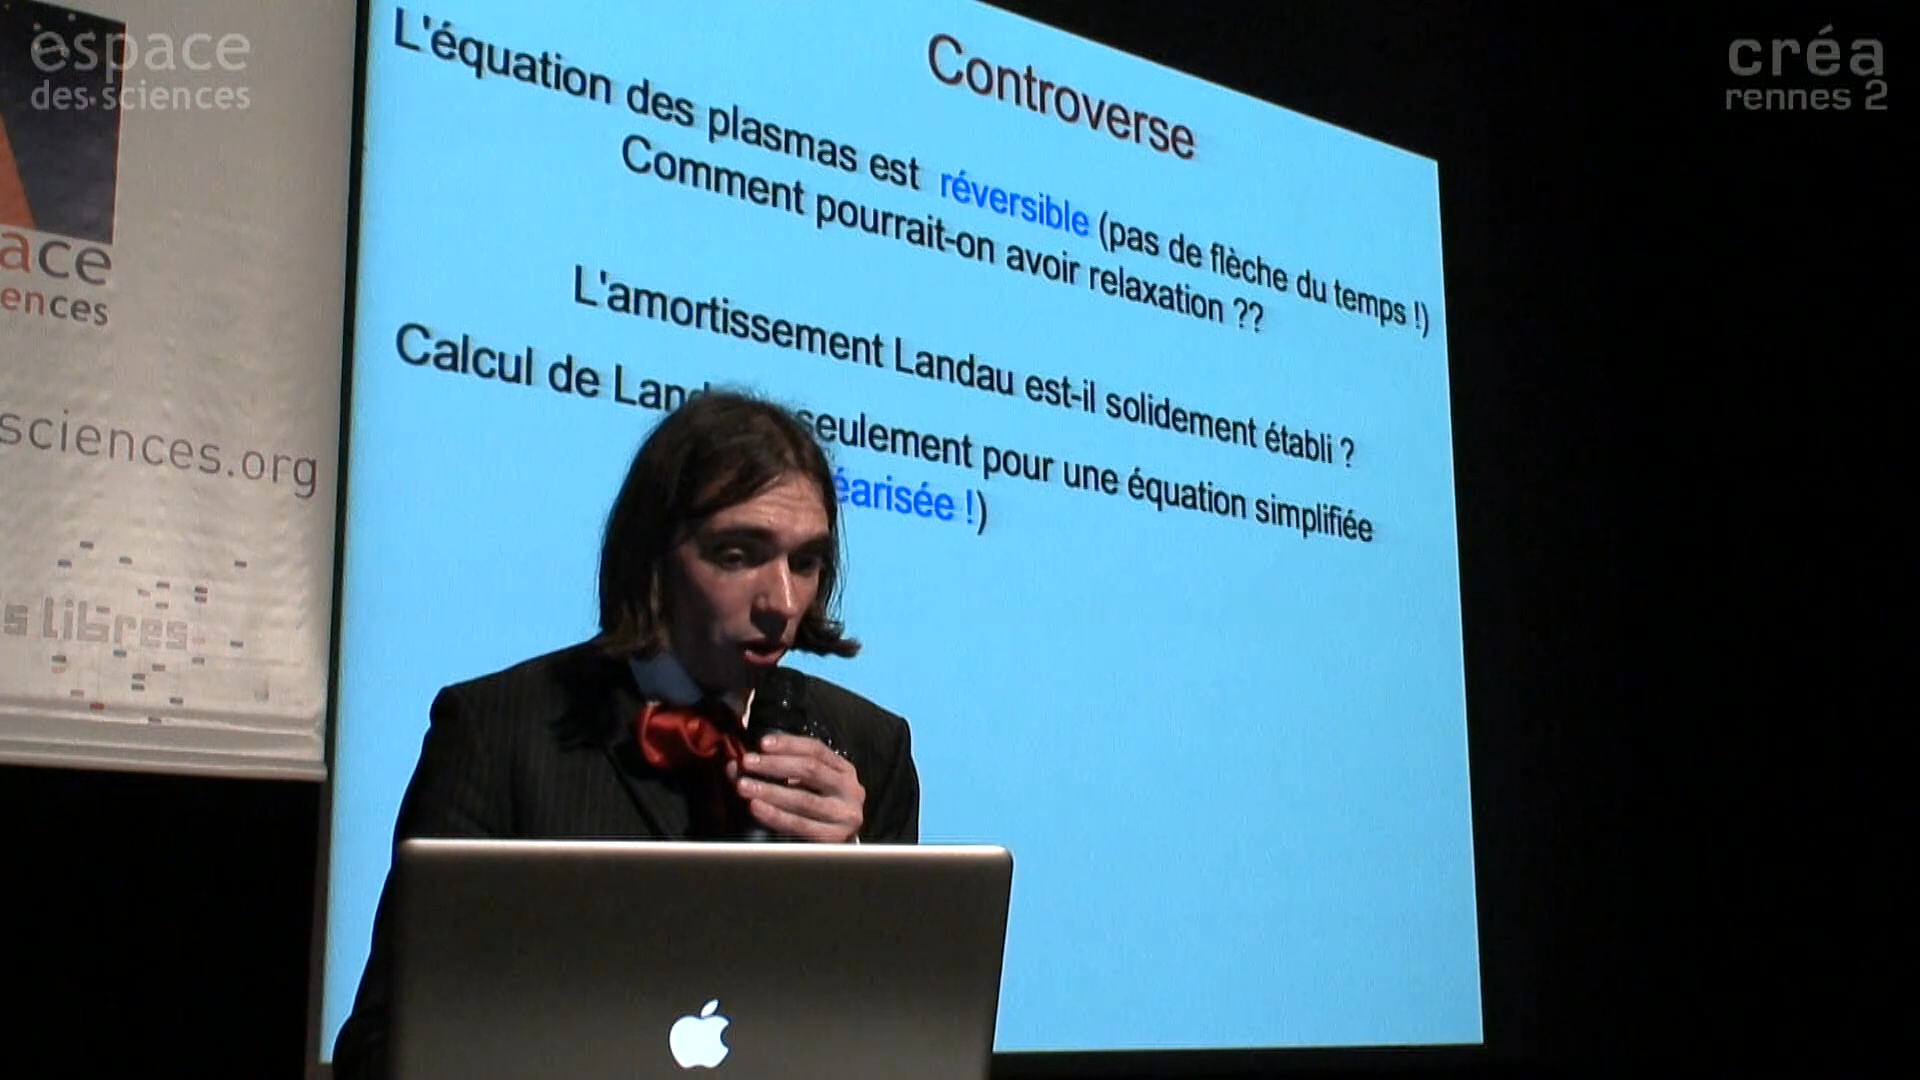 espace
des·sciences
créa
rennes 2
ace
ences
sciences.org
s libres
Controverse
L'équation des plasmas est réversible (pas de flèche du temps !)
Comment pourrait-on avoir relaxation ??
L'amortissement Landau est-il solidement établi ?
Calcul de Land seulement pour une équation simplifiée
éarisée !)